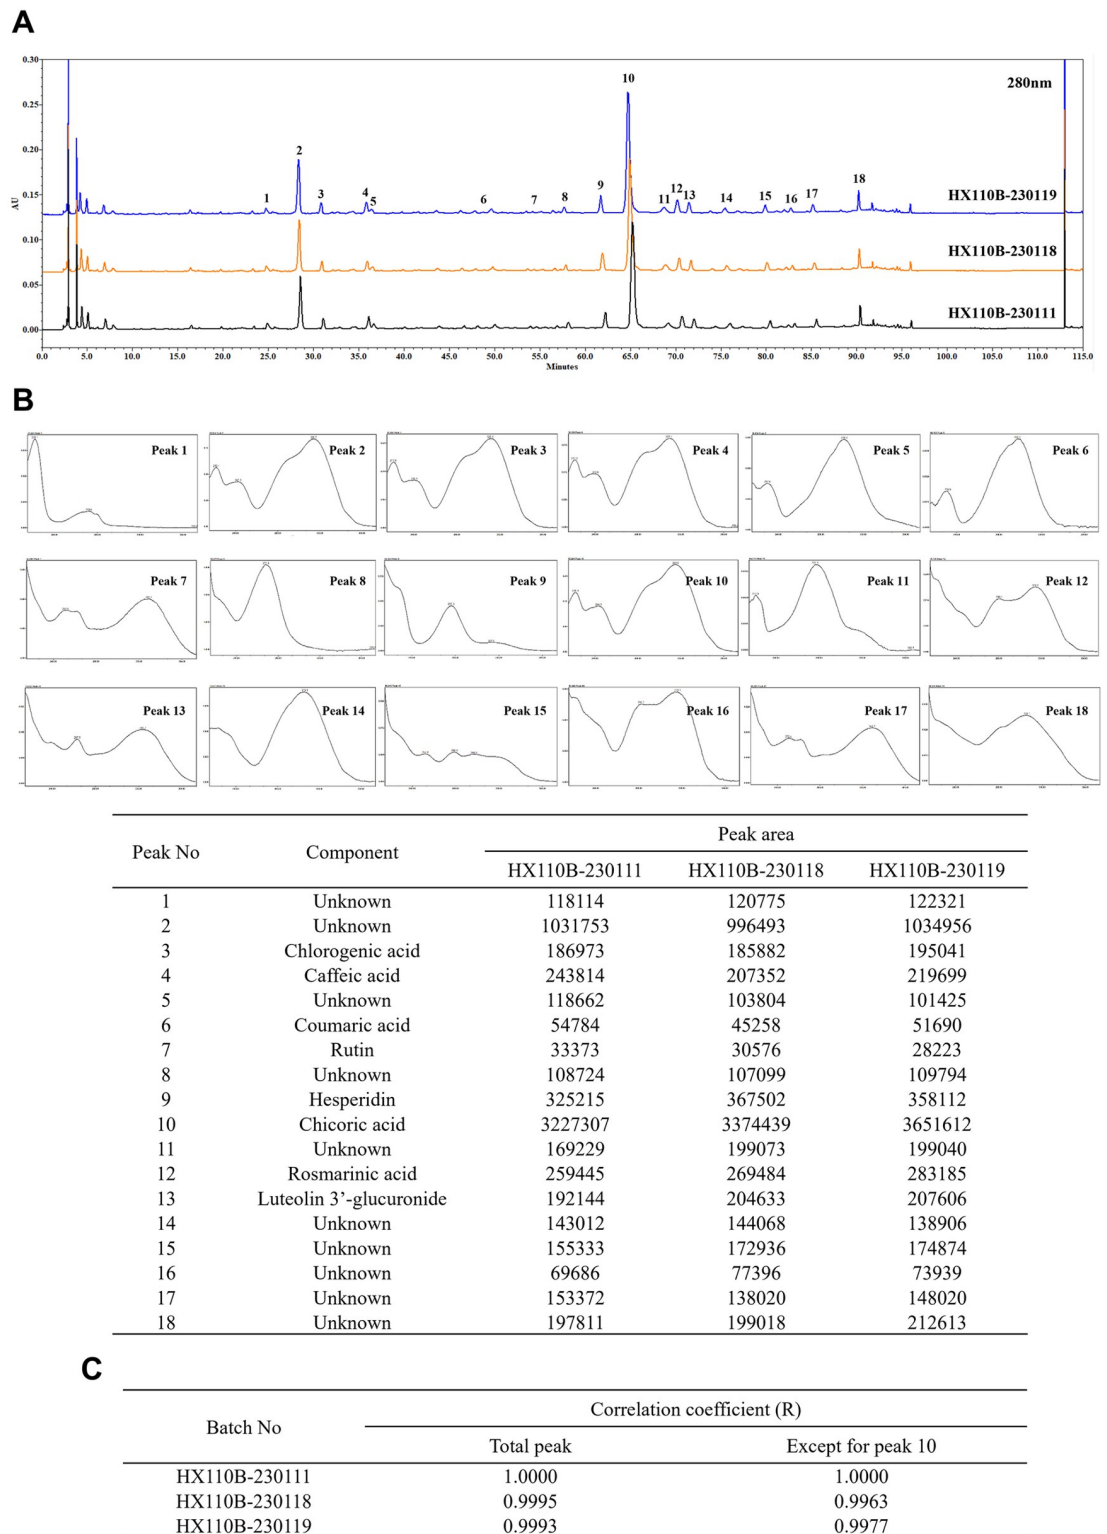 A
0.30
0.25
0.20
0.15
0.10
0.05
0.00
AU
280nm
1 2 3 4 5 6 7 8 9 10 11 12 13 14 15 16 17 18
HX110B-230119
HX110B-230118
HX110B-230111
0.0 5.0 10.0 15.0 20.0 25.0 30.0 35.0 40.0 45.0 50.0 55.0 60.0 65.0 70.0 75.0 80.0 85.0 90.0 95.0 100.0 105.0 110.0 115.0
Minutes
B
Peak 1 Peak 2 Peak 3 Peak 4 Peak 5 Peak 6
Peak 7 Peak 8 Peak 9 Peak 10 Peak 11 Peak 12
Peak 13 Peak 14 Peak 15 Peak 16 Peak 17 Peak 18
Peak No Component Peak area
HX110B-230111 HX110B-230118 HX110B-230119
1 Unknown 118114 120775 122321
2 Unknown 1031753 996493 1034956
3 Chlorogenic acid 186973 185882 195041
4 Caffeic acid 243814 207352 219699
5 Unknown 118662 103804 101425
6 Coumaric acid 54784 45258 51690
7 Rutin 33373 30576 28223
8 Unknown 108724 107099 109794
9 Hesperidin 325215 367502 358112
10 Chicoric acid 3227307 3374439 3651612
11 Unknown 169229 199073 199040
12 Rosmarinic acid 259445 269484 283185
13 Luteolin 3’-glucuronide 192144 204633 207606
14 Unknown 143012 144068 138906
15 Unknown 155333 172936 174874
16 Unknown 69686 77396 73939
17 Unknown 153372 138020 148020
18 Unknown 197811 199018 212613
C
Batch No Correlation coefficient (R)
Total peak Except for peak 10
HX110B-230111 1.0000 1.0000
HX110B-230118 0.9995 0.9963
HX110B-230119 0.9993 0.9977